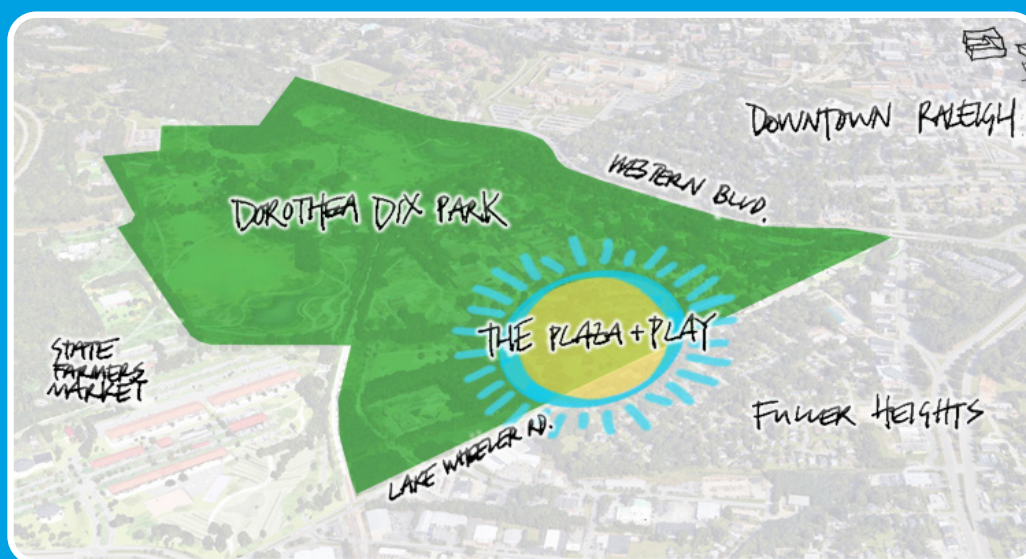 DOWNTOWN RALEIGH
WESTERN BLVD.
DOROTHEA DIX PARK
THE PLAZA + PLAY
STATE
FARMERS
MARKET
FULLER HEIGHTS
LAKE WHEELER RD.